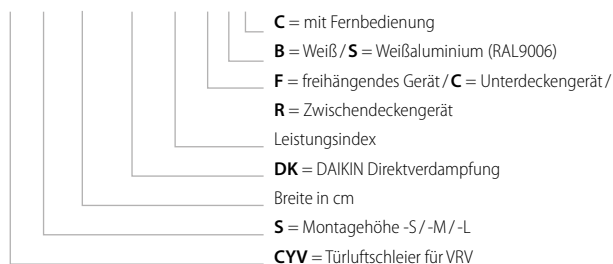 C = mit Fernbedienung
B = Weiß / S = Weißaluminium (RAL9006)
F = freihängendes Gerät / C = Unterdeckengerät /
R = Zwischendeckengerät
Leistungsindex
DK = DAIKIN Direktverdampfung
Breite in cm
S = Montagehöhe -S / -M / -L
CYV = Türluftschleier für VRV